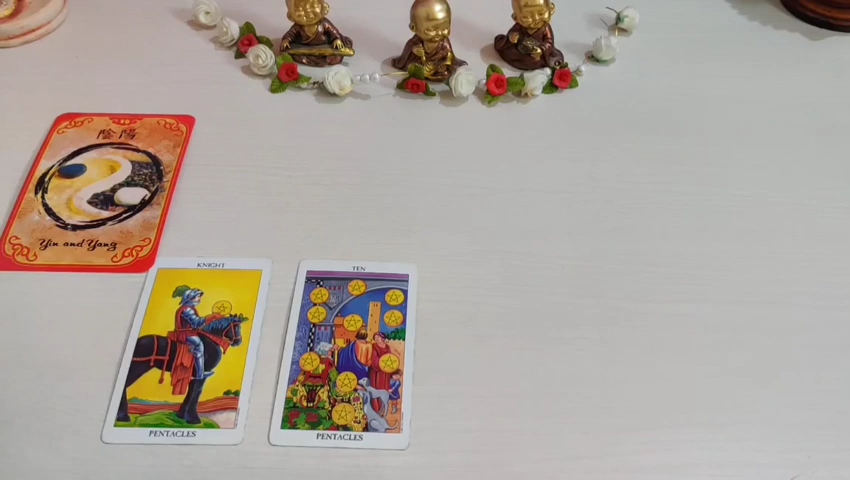 陰陽
Yin and Yang
KNIGHT
PENTACLES
TEN
PENTACLES